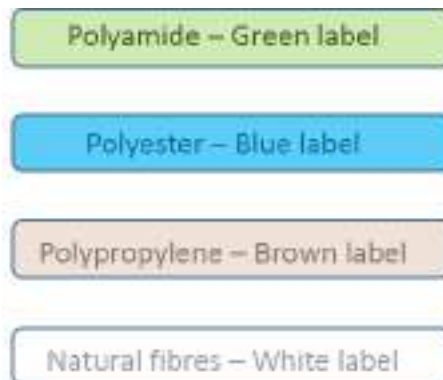 Polyamide – Green label
Polyester – Blue label
Polypropylene – Brown label
Natural fibres – White label